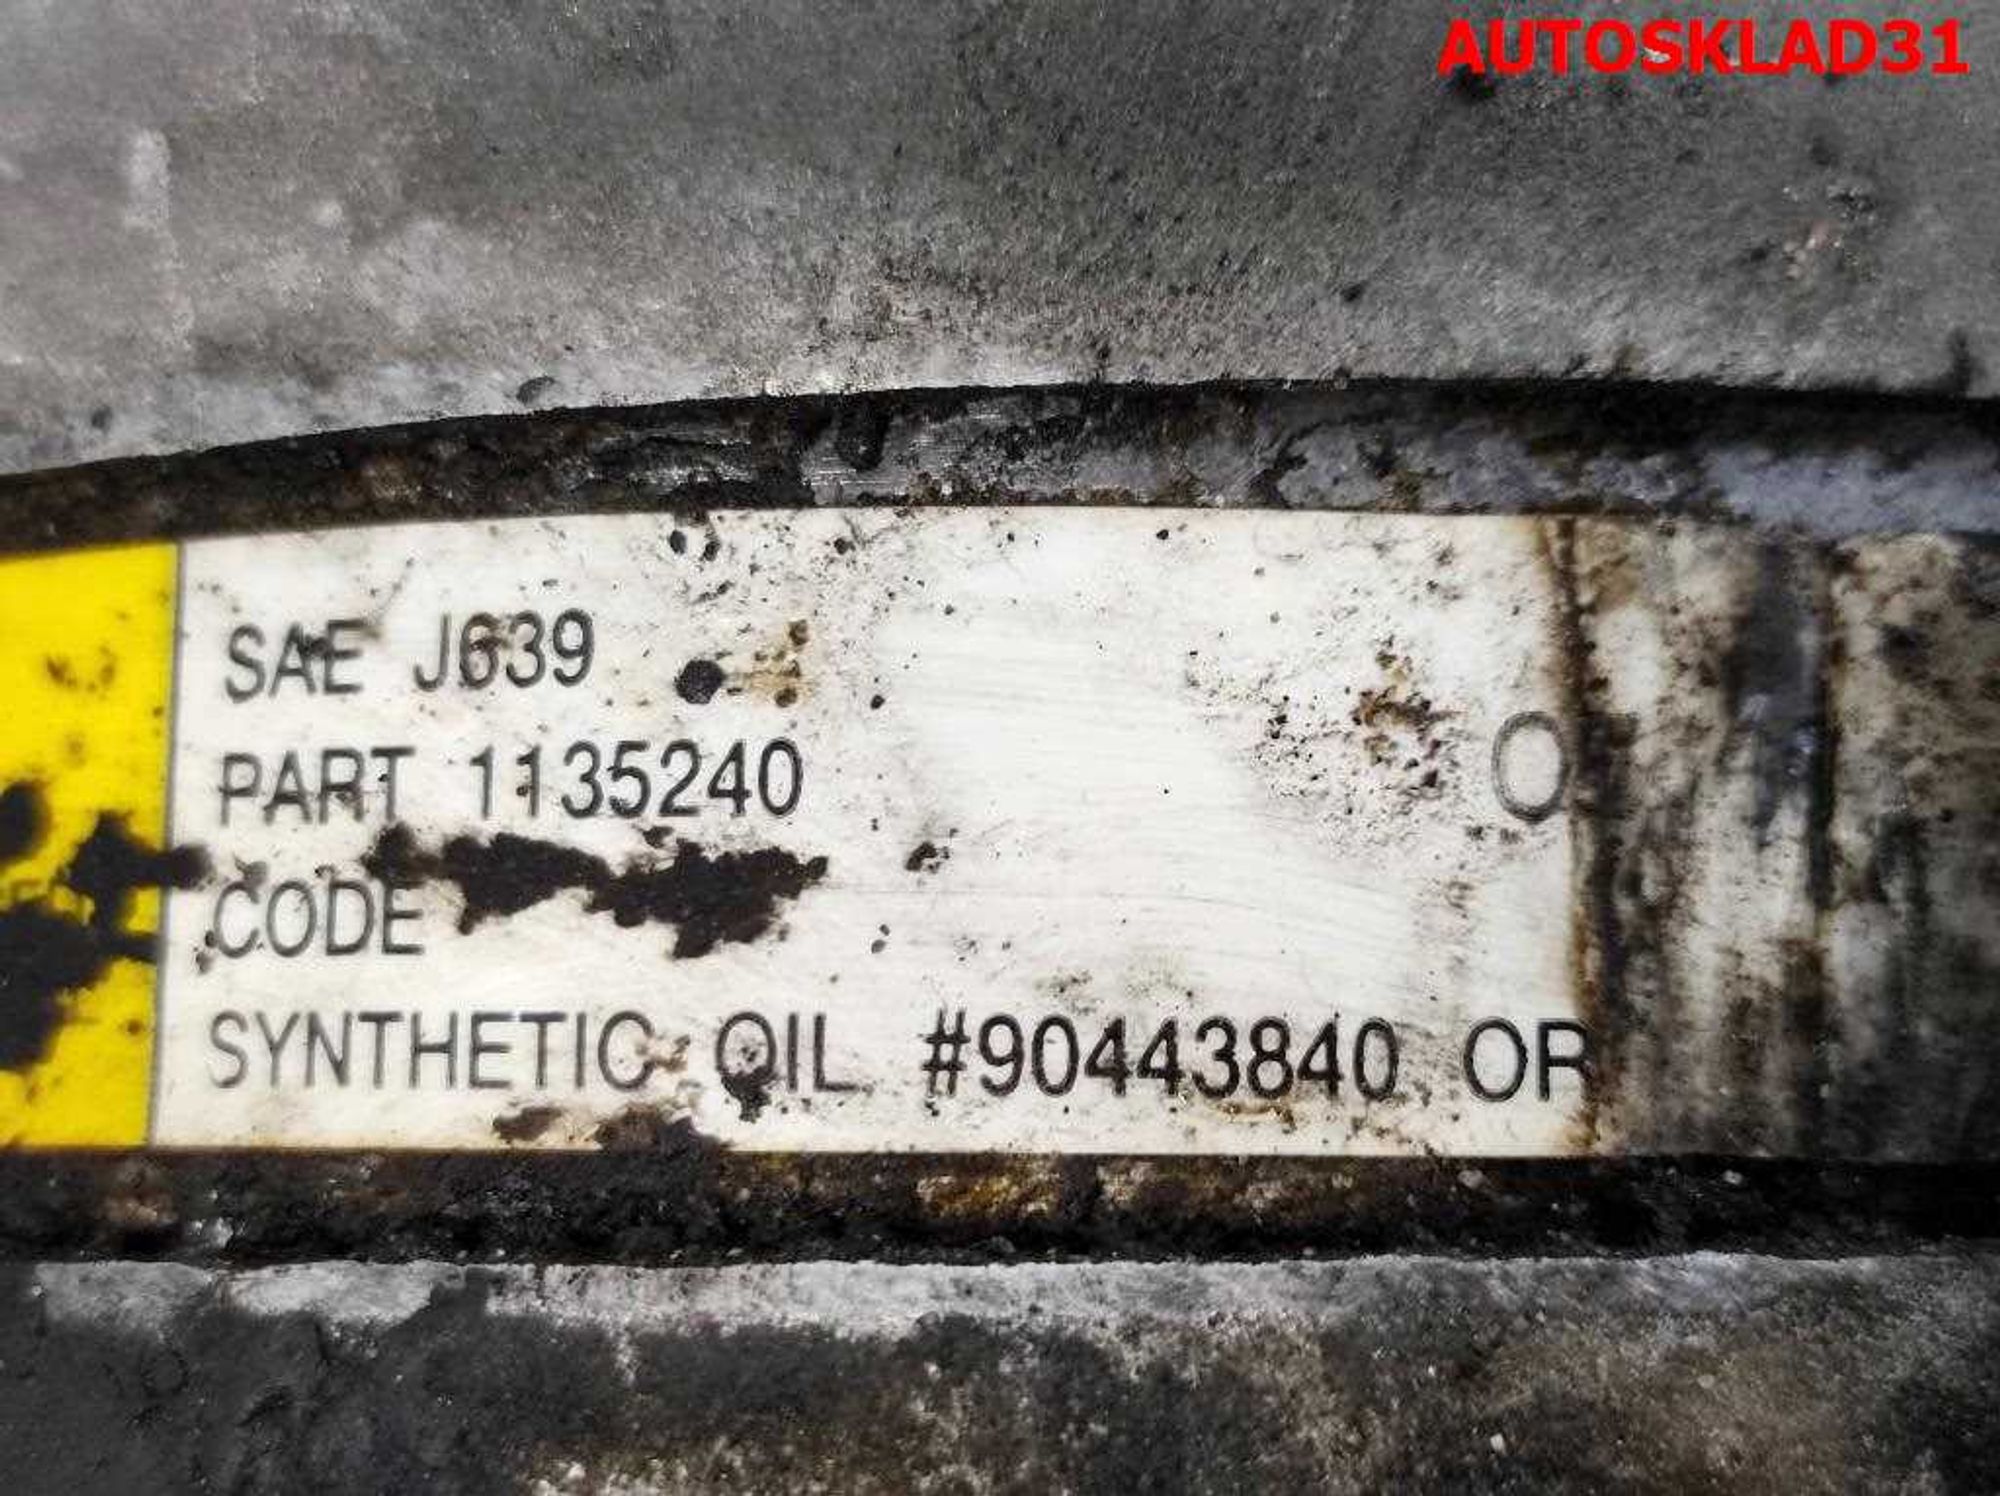 AUTOSKLAD31
SAE J639
PART 1135240 O
CODE
SYNTHETIC OIL #90443840 OR